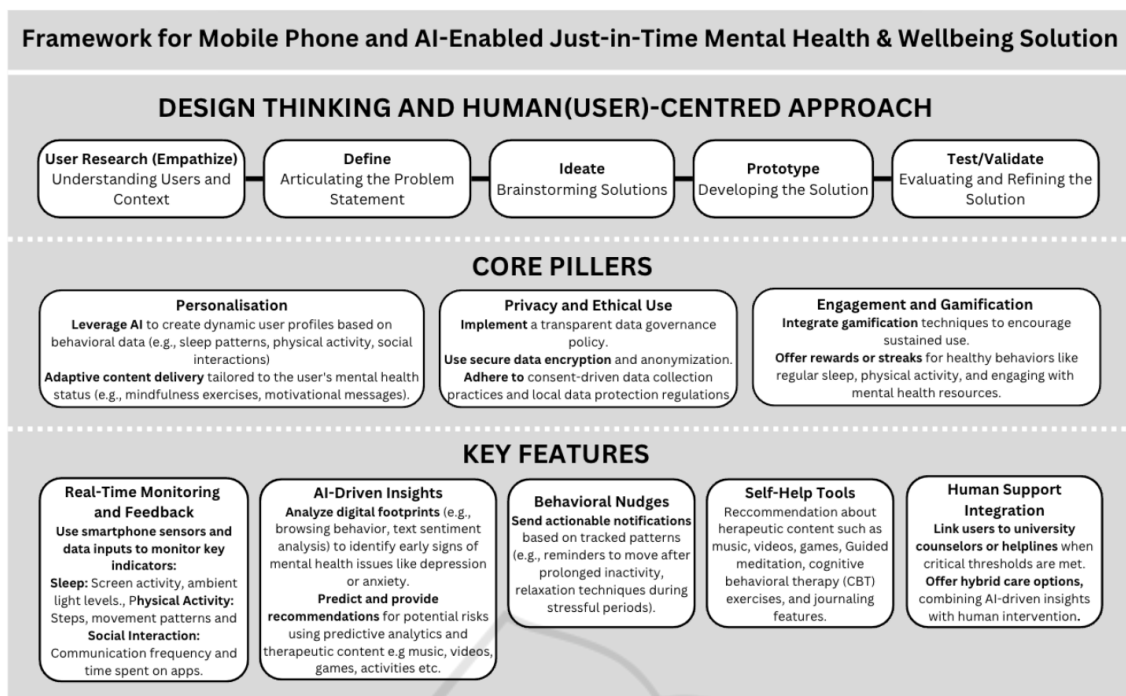 Framework for Mobile Phone and AI-Enabled Just-in-Time Mental Health & Wellbeing Solution
DESIGN THINKING AND HUMAN(USER)-CENTRED APPROACH
User Research (Empathize)
Understanding Users and
Context
Define
Articulating the Problem
Statement
Ideate
Brainstorming Solutions
Prototype
Developing the Solution
Test/Validate
Evaluating and Refining the
Solution
CORE PILLERS
Personalisation
Leverage AI to create dynamic user profiles based on
behavioral data (e.g., sleep patterns, physical activity, social
interactions)
Adaptive content delivery tailored to the user's mental health
status (e.g., mindfulness exercises, motivational messages).
Privacy and Ethical Use
Implement a transparent data governance
policy.
Use secure data encryption and anonymization.
Adhere to consent-driven data collection
practices and local data protection regulations
Engagement and Gamification
Integrate gamification techniques to encourage
sustained use.
Offer rewards or streaks for healthy behaviors like
regular sleep, physical activity, and engaging with
mental health resources.
KEY FEATURES
Real-Time Monitoring
and Feedback
Use smartphone sensors and
data inputs to monitor key
indicators:
Sleep: Screen activity, ambient
light levels., Physical Activity:
Steps, movement patterns and
Social Interaction:
Communication frequency and
time spent on apps.
AI-Driven Insights
Analyze digital footprints (e.g.,
browsing behavior, text sentiment
analysis) to identify early signs of
mental health issues like depression
or anxiety.
Predict and provide
recommendations for potential risks
using predictive analytics and
therapeutic content e.g music, videos,
games, activities etc.
Behavioral Nudges
Send actionable notifications
based on tracked patterns
(e.g., reminders to move after
prolonged inactivity,
relaxation techniques during
stressful periods).
Self-Help Tools
Reccommendation about
herapeutic content such as
music, videos, games, Guided
meditation, cognitive
behavioral therapy (CBT)
exercises, and journaling
features.
Human Support
Integration
Link users to university
counselors or helplines when
critical thresholds are met.
Offer hybrid care options,
combining AI-driven insights
with human intervention.